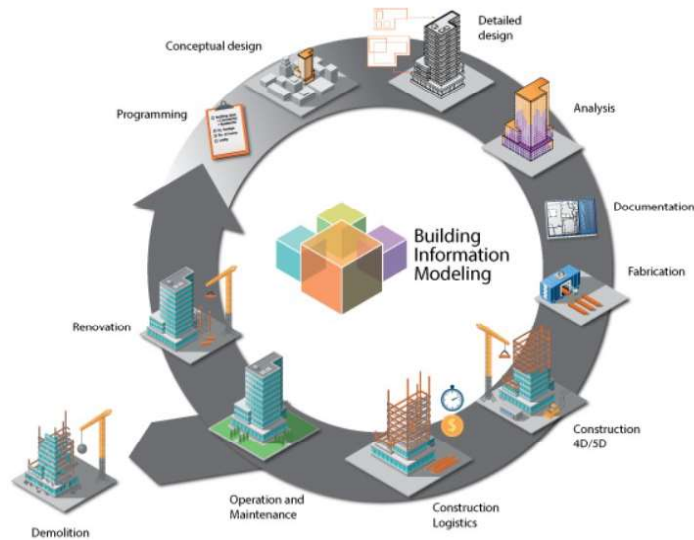 Conceptual design
Detailed
design
Programming
Analysis
Documentation
Building
Information
Modeling
Fabrication
Renovation
Construction
4D/5D
Operation and
Maintenance
Construction
Logistics
Demolition
$